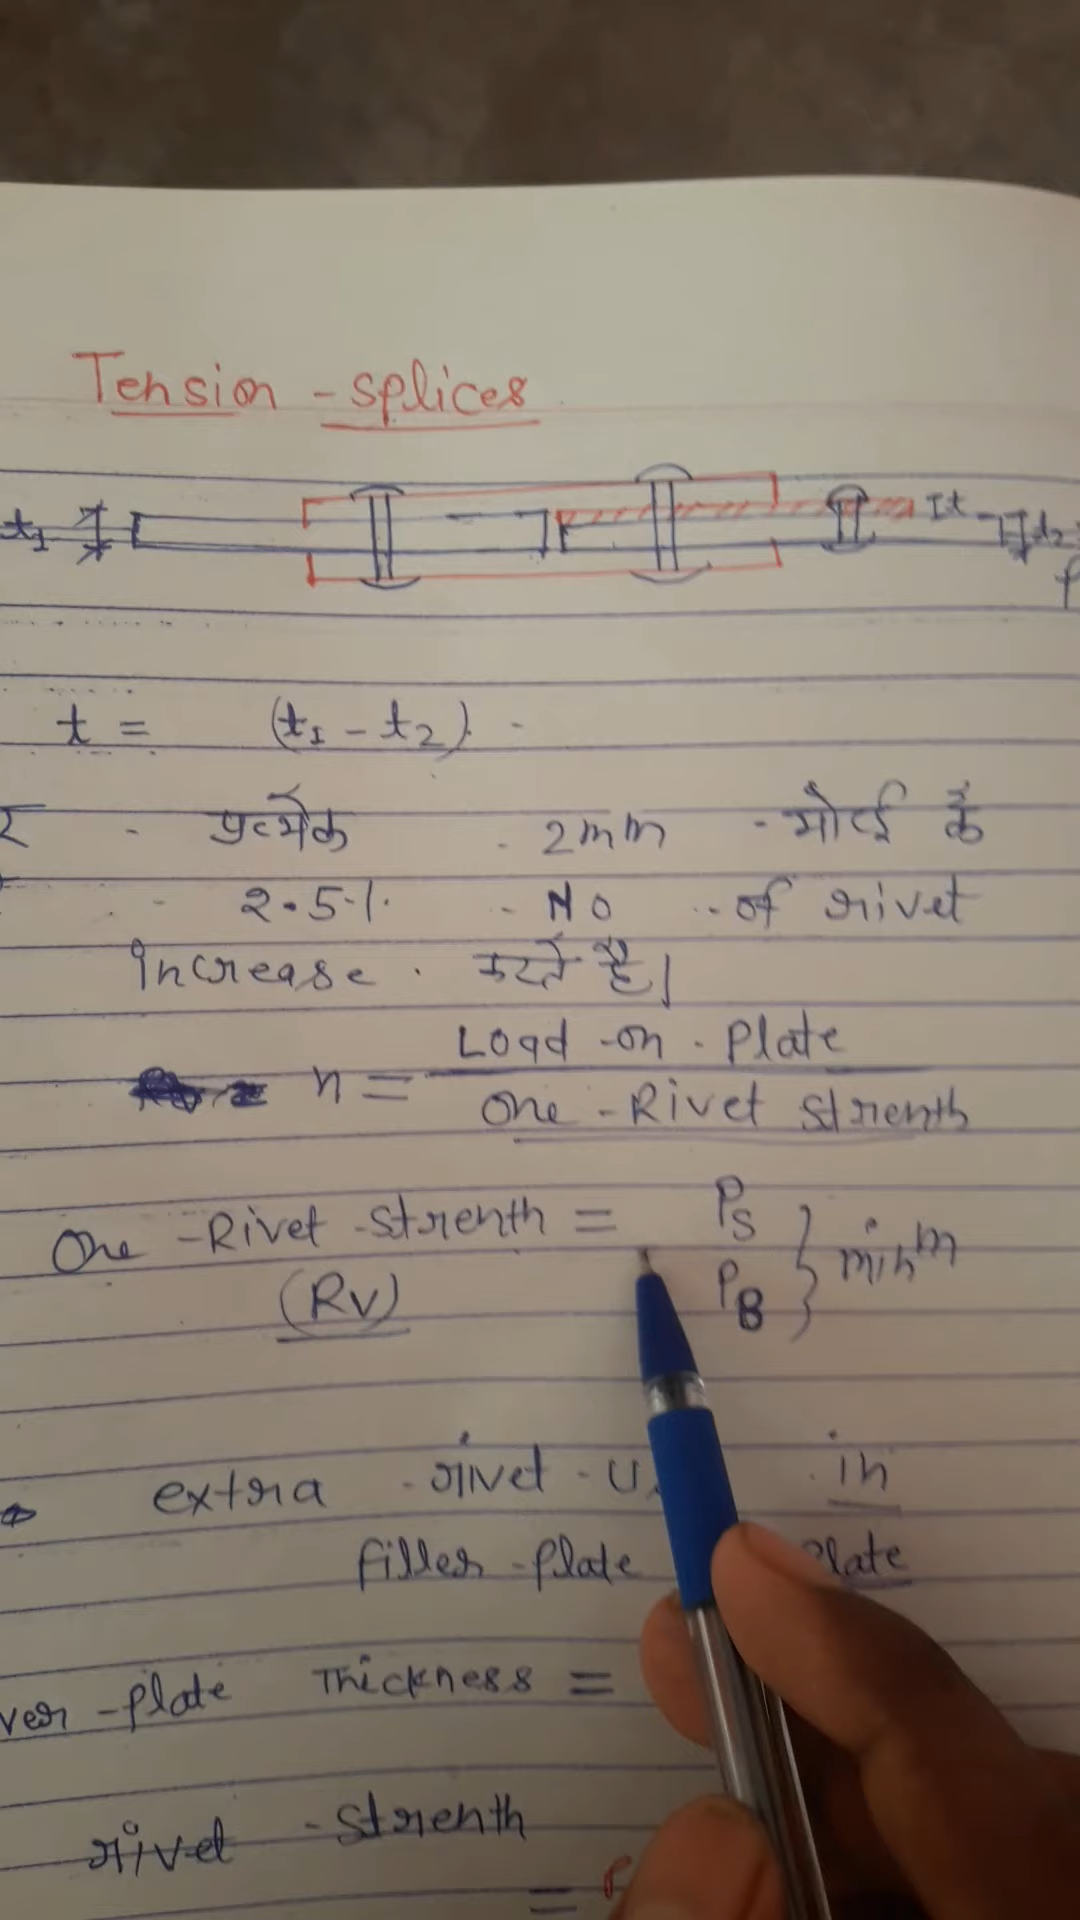 Tension - splices
t1
It
t2
t = (t1 - t2)
प्रत्येक 2mm मोटाई के
2.5% No of rivet
increase करते है।
n = Load on Plate
One - Rivet Strenth
One - Rivet - Strenth = Ps
PB } minm
(RV)
extra rivet in
filler - plate Plate
ver - plate Thickness =
rivet - Strenth
=